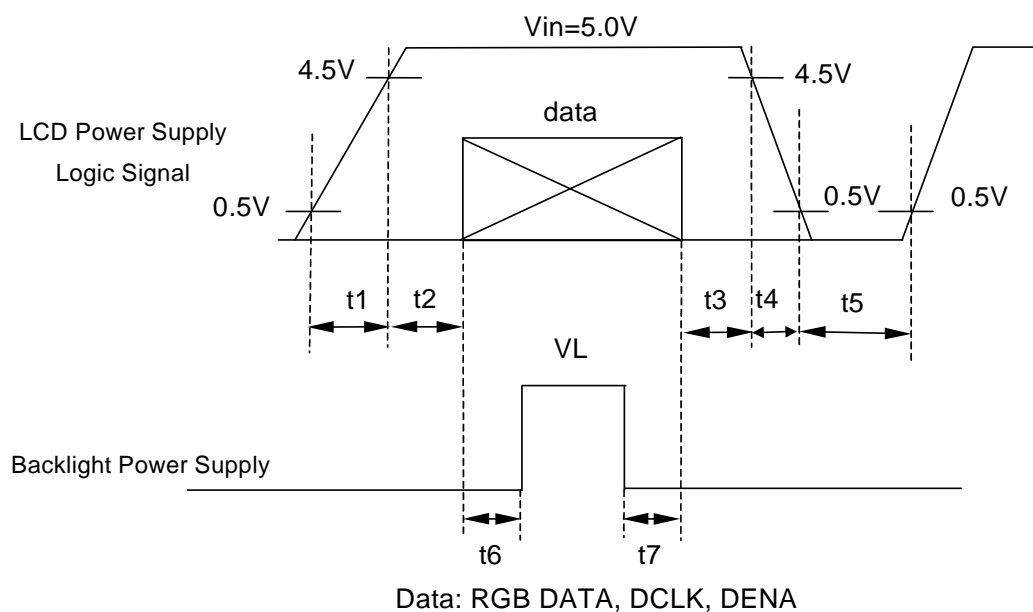 Vin=5.0V
4.5V
4.5V
data
LCD Power Supply
Logic Signal
0.5V
0.5V
0.5V
t1
t2
t3
t4
t5
VL
Backlight Power Supply
t6
t7
Data: RGB DATA, DCLK, DENA